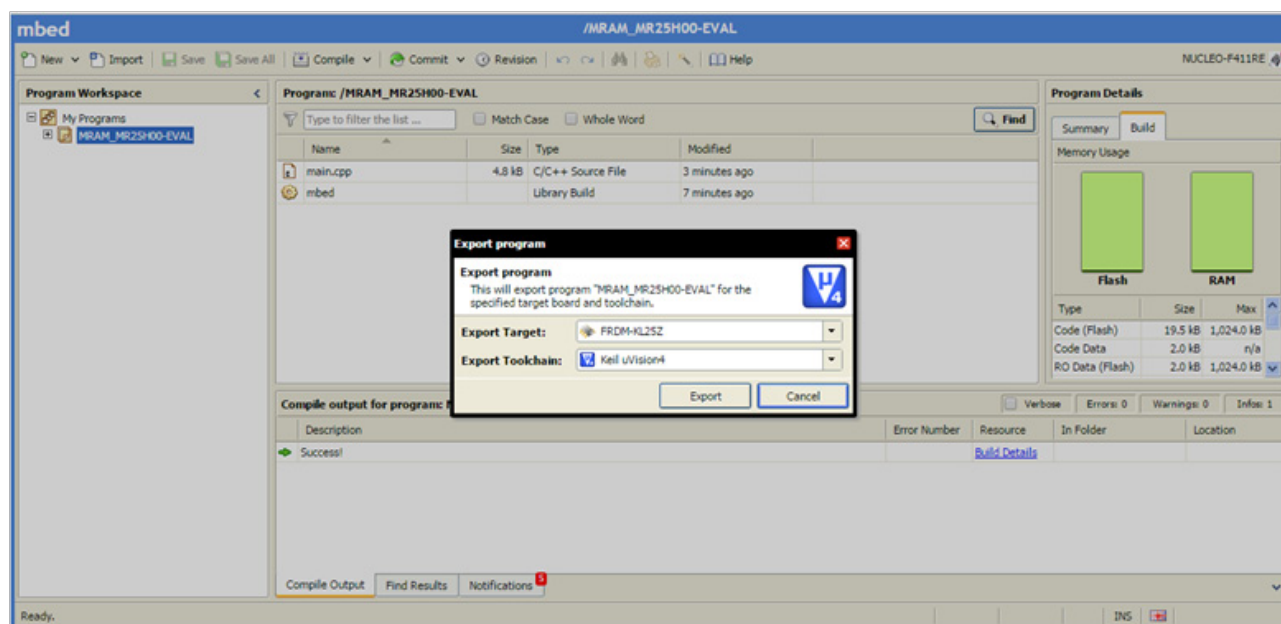 mbed
/MRAM_MR25H00-EVAL
New Import Save Save All Compile Commit Revision Help
NUCLEO-F411RE
Program Workspace <
My Programs
MRAM_MR25H00-EVAL
Program: /MRAM_MR25H00-EVAL
Type to filter the list ... Match Case Whole Word Find
Name Size Type Modified
main.cpp 4.8 kB C/C++ Source File 3 minutes ago
mbed Library Build 7 minutes ago
Program Details
Summary Build
Memory Usage
Flash RAM
Type Size Max
Code (Flash) 19.5 kB 1,024.0 kB
Code Data 2.0 kB n/a
RO Data (Flash) 2.0 kB 1,024.0 kB
Export program
Export program
This will export program "MRAM_MR25H00-EVAL" for the
specified target board and toolchain.
µ
4
Export Target: FRDM-KL25Z
Export Toolchain: Keil uVision4
Export Cancel
Compile output for program:
Verbose Errors: 0 Warnings: 0 Infos: 1
Description Error Number Resource In Folder Location
Success! Build Details
Compile Output Find Results Notifications 5
Ready.
INS